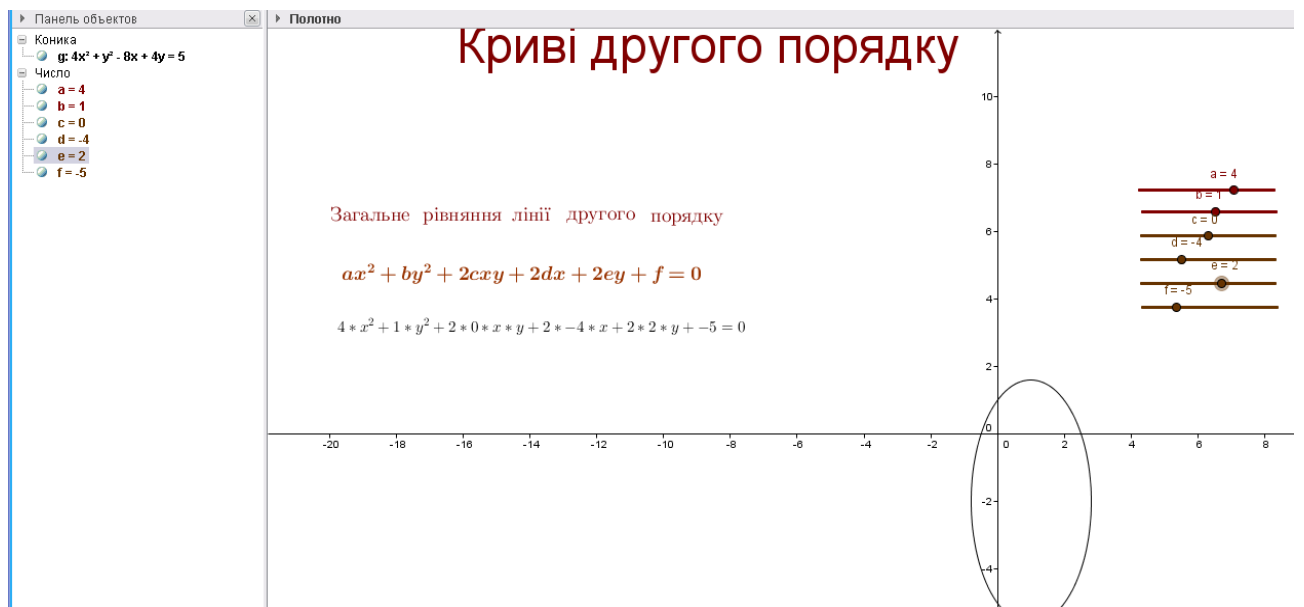 Панель объектов
Коника
g: 4x² + y² - 8x + 4y = 5
Число
a = 4
b = 1
c = 0
d = -4
e = 2
f = -5
Полотно
Криві другого порядку
Загальне рівняння лінії другого порядку
ax² + by² + 2cxy + 2dx + 2ey + f = 0
4 * x² + 1 * y² + 2 * 0 * x * y + 2 * −4 * x + 2 * 2 * y + −5 = 0
a = 4
b = 1
c = 0
d = -4
e = 2
f = -5
10
8
6
4
2
0
-20 -18 -16 -14 -12 -10 -8 -6 -4 -2 0 2 4 6 8
-2
-4